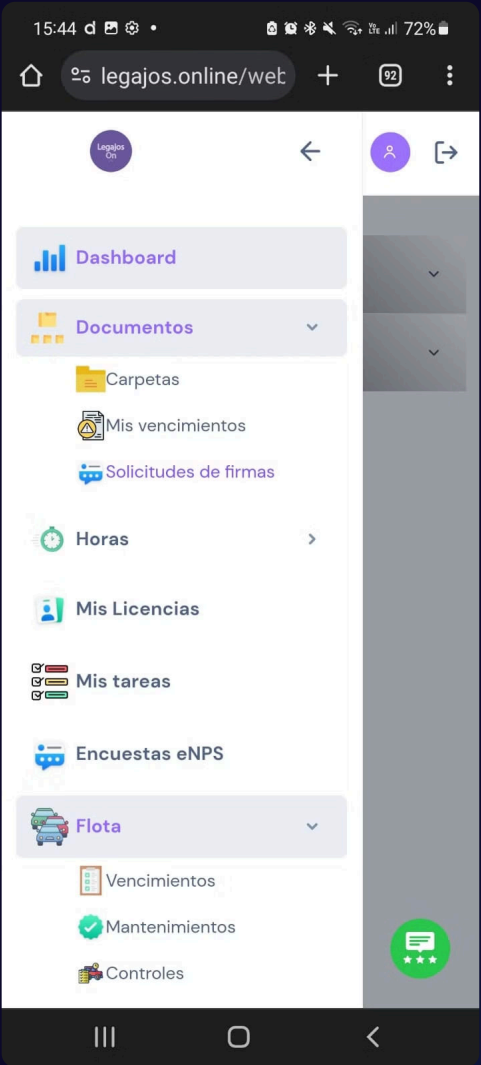 15:44 d 72%
legajos.online/web
92
Legajos
On
Dashboard
Documentos
Carpetas
Mis vencimientos
Solicitudes de firmas
Horas
Mis Licencias
Mis tareas
Encuestas eNPS
Flota
Vencimientos
Mantenimientos
Controles